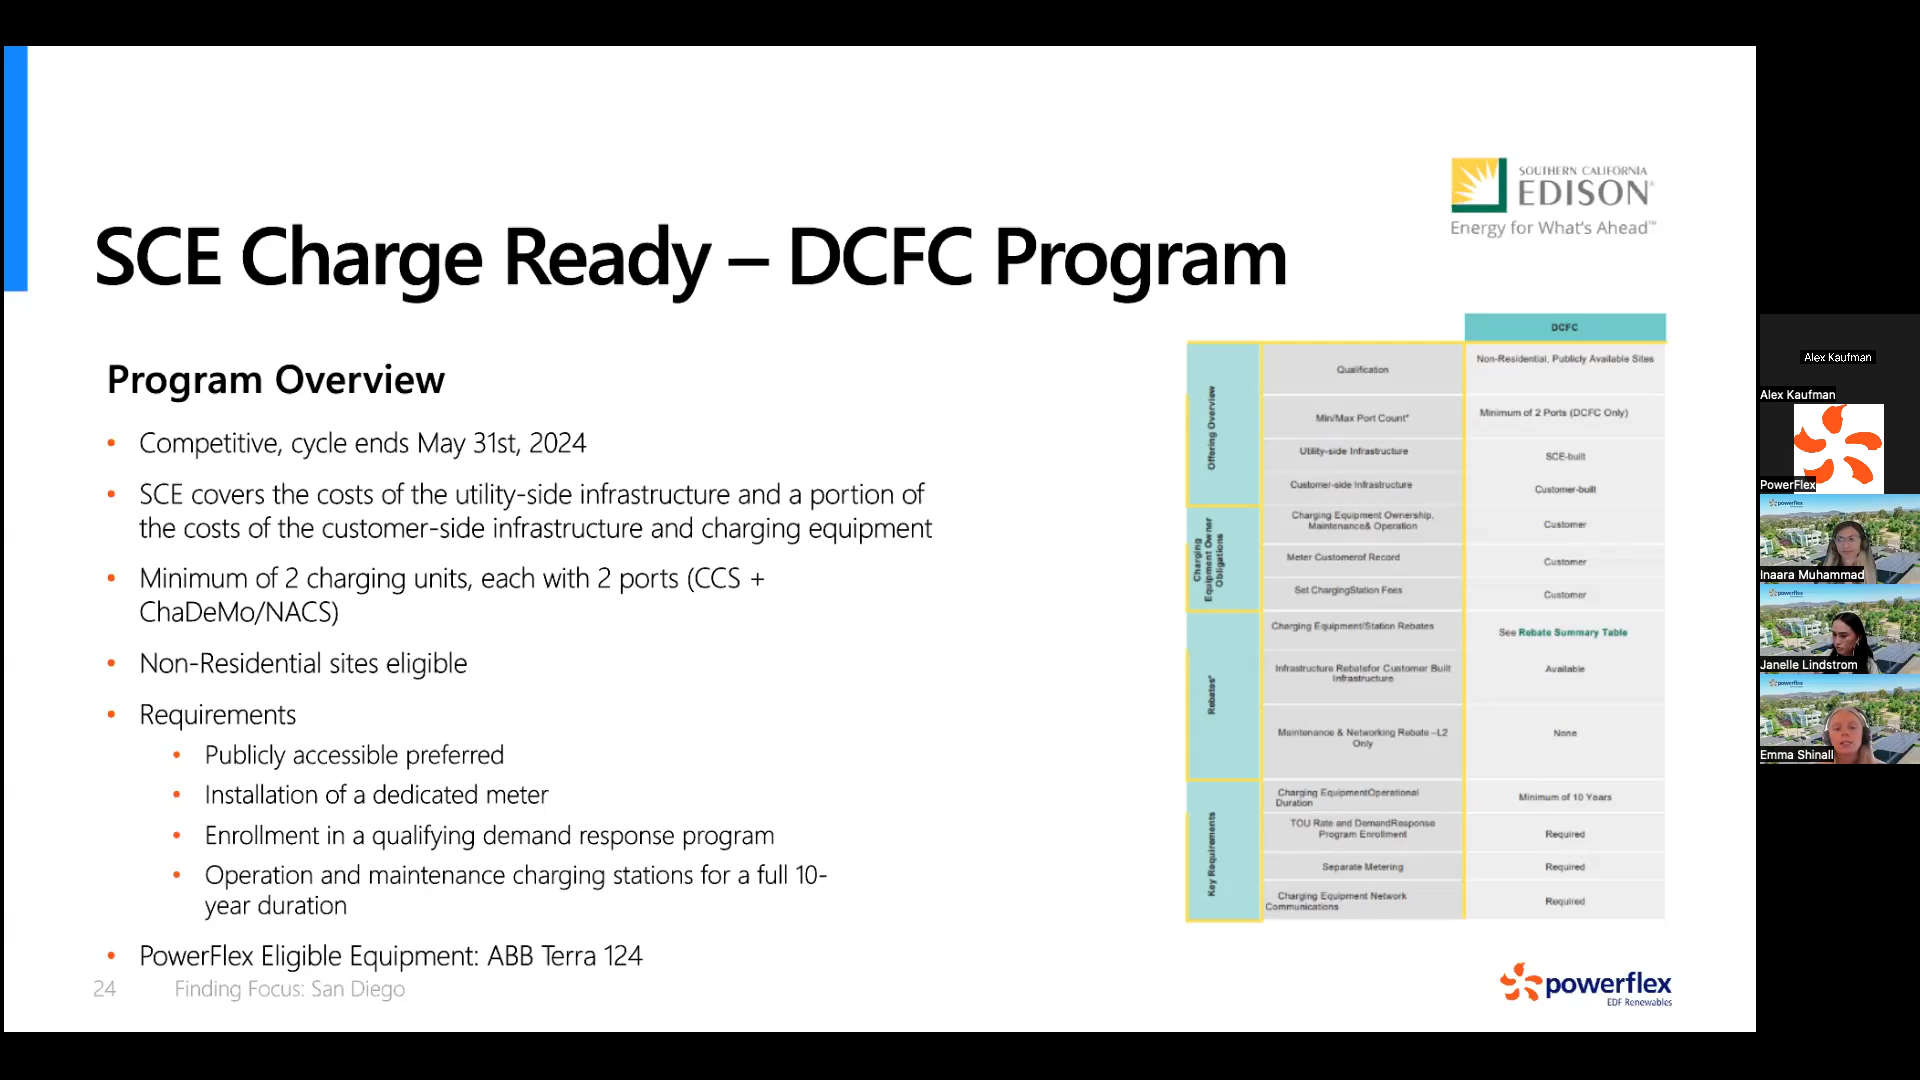 SOUTHERN CALIFORNIA
EDISON®
Energy for What's Ahead℠
SCE Charge Ready – DCFC Program
Program Overview
• Competitive, cycle ends May 31st, 2024
• SCE covers the costs of the utility-side infrastructure and a portion of
the costs of the customer-side infrastructure and charging equipment
• Minimum of 2 charging units, each with 2 ports (CCS +
ChaDeMo/NACS)
• Non-Residential sites eligible
• Requirements
• Publicly accessible preferred
• Installation of a dedicated meter
• Enrollment in a qualifying demand response program
• Operation and maintenance charging stations for a full 10-
year duration
• PowerFlex Eligible Equipment: ABB Terra 124
24 Finding Focus: San Diego
DCFC
Offering Overview
Qualification
Non-Residential, Publicly Available Sites
Min/Max Port Count*
Minimum of 2 Ports (DCFC Only)
Utility-side Infrastructure
SCE-built
Customer-side Infrastructure
Customer-built
Charging
Equipment Owner
Obligations
Charging Equipment Ownership,
Maintenance& Operation
Customer
Meter Customerof Record
Customer
Set ChargingStation Fees
Customer
Rebates*
Charging Equipment/Station Rebates
See Rebate Summary Table
Infrastructure Rebatesfor Customer Built
Infrastructure
Available
Maintenance & Networking Rebate –L2
Only
None
Key Requirements
Charging EquipmentOperational
Duration
Minimum of 10 Years
TOU Rate and DemandResponse
Program Enrollment
Required
Separate Metering
Required
Charging Equipment Network
Communications
Required
powerflex
EDF Renewables
Alex Kaufman
Alex Kaufman
PowerFlex
powerflex
Inaara Muhammad
powerflex
Janelle Lindstrom
powerflex
Emma Shinall